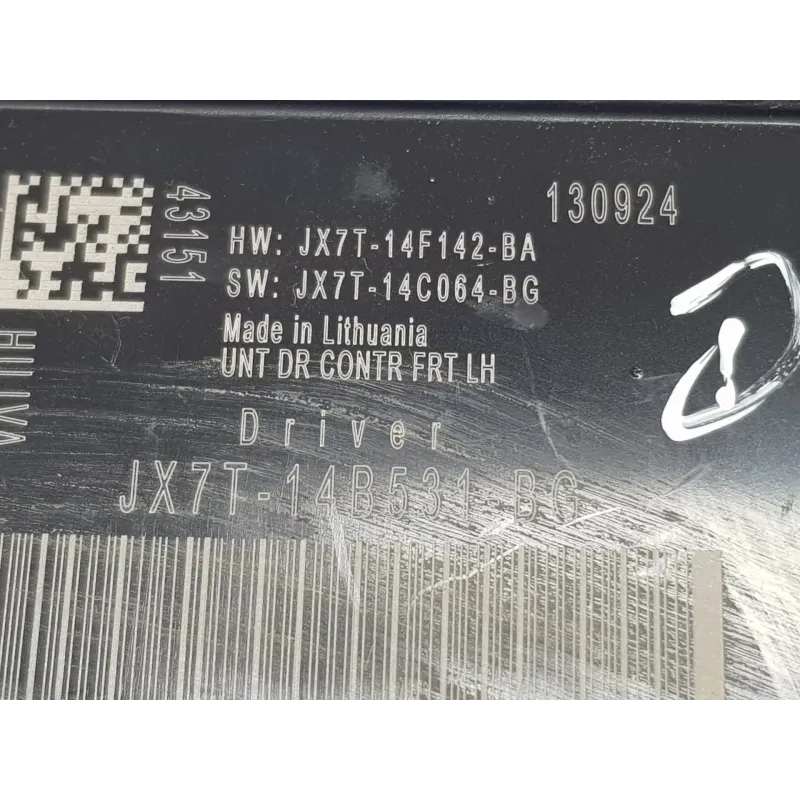 130924
43151
HW: JX7T-14F142-BA
SW: JX7T-14C064-BG
Made in Lithuania
UNT DR CONTR FRT LH
Driver
JX7T-14B531-BG